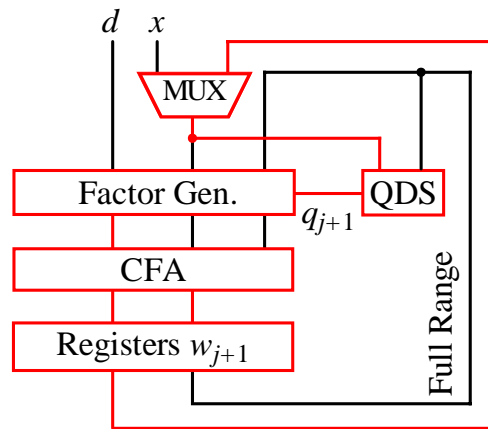 d x
MUX
Factor Gen.
QDS
q_{j+1}
CFA
Full Range
Registers w_{j+1}